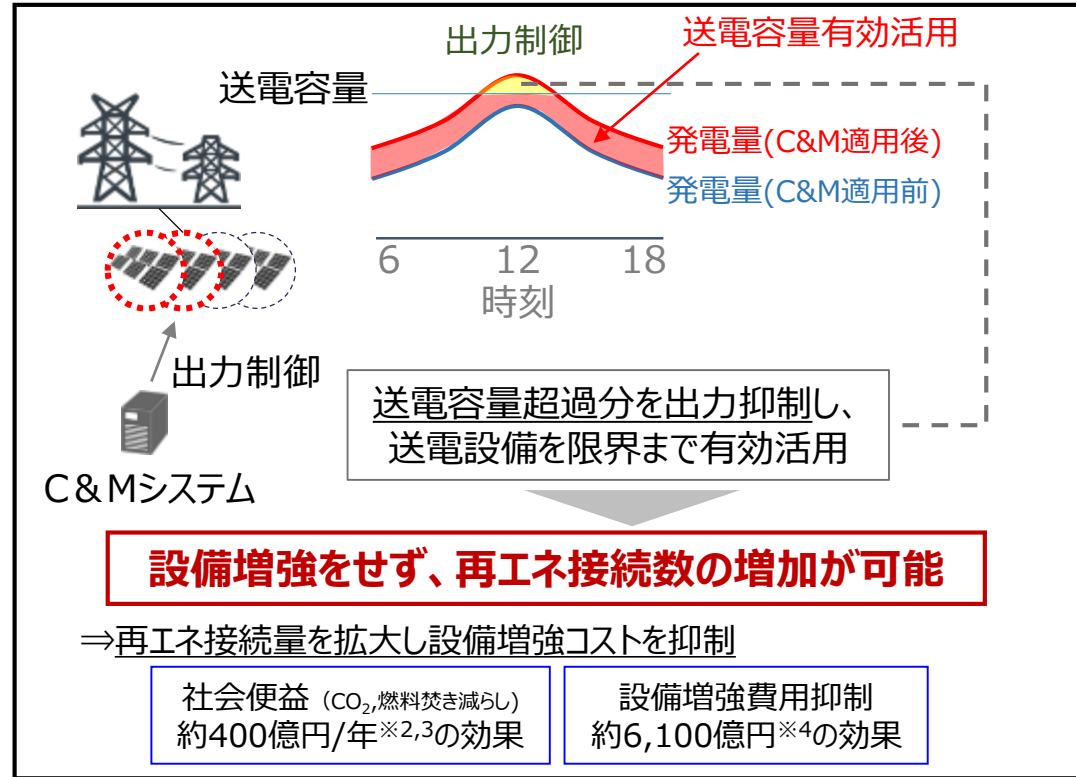 出力制御
送電容量有効活用
送電容量
発電量(C&M適用後)
発電量(C&M適用前)
6 12 18
時刻
出力制御
C&Mシステム
送電容量超過分を出力抑制し、
送電設備を限界まで有効活用
設備増強をせず、再エネ接続数の増加が可能
⇒再エネ接続量を拡大し設備増強コストを抑制
社会便益（CO₂,燃料焚き減らし）
約400億円/年※2,3の効果
設備増強費用抑制
約6,100億円※4の効果